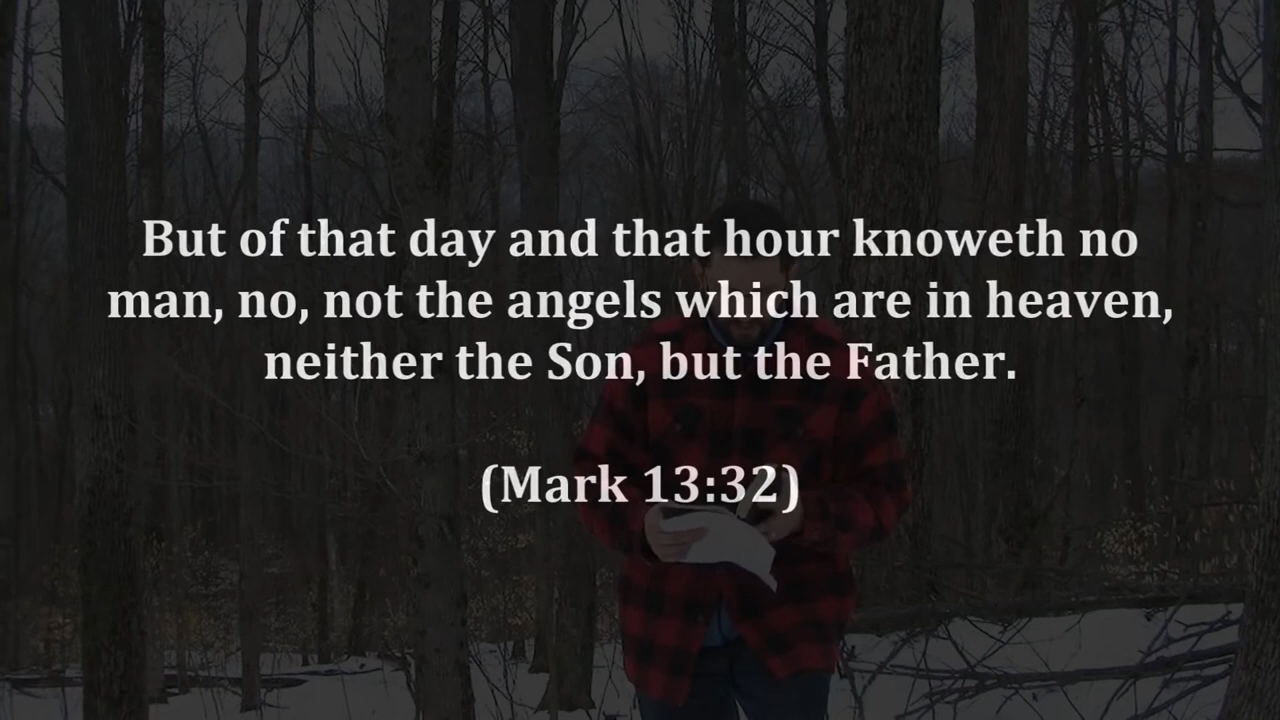 But of that day and that hour knoweth no
man, no, not the angels which are in heaven,
neither the Son, but the Father.
(Mark 13:32)